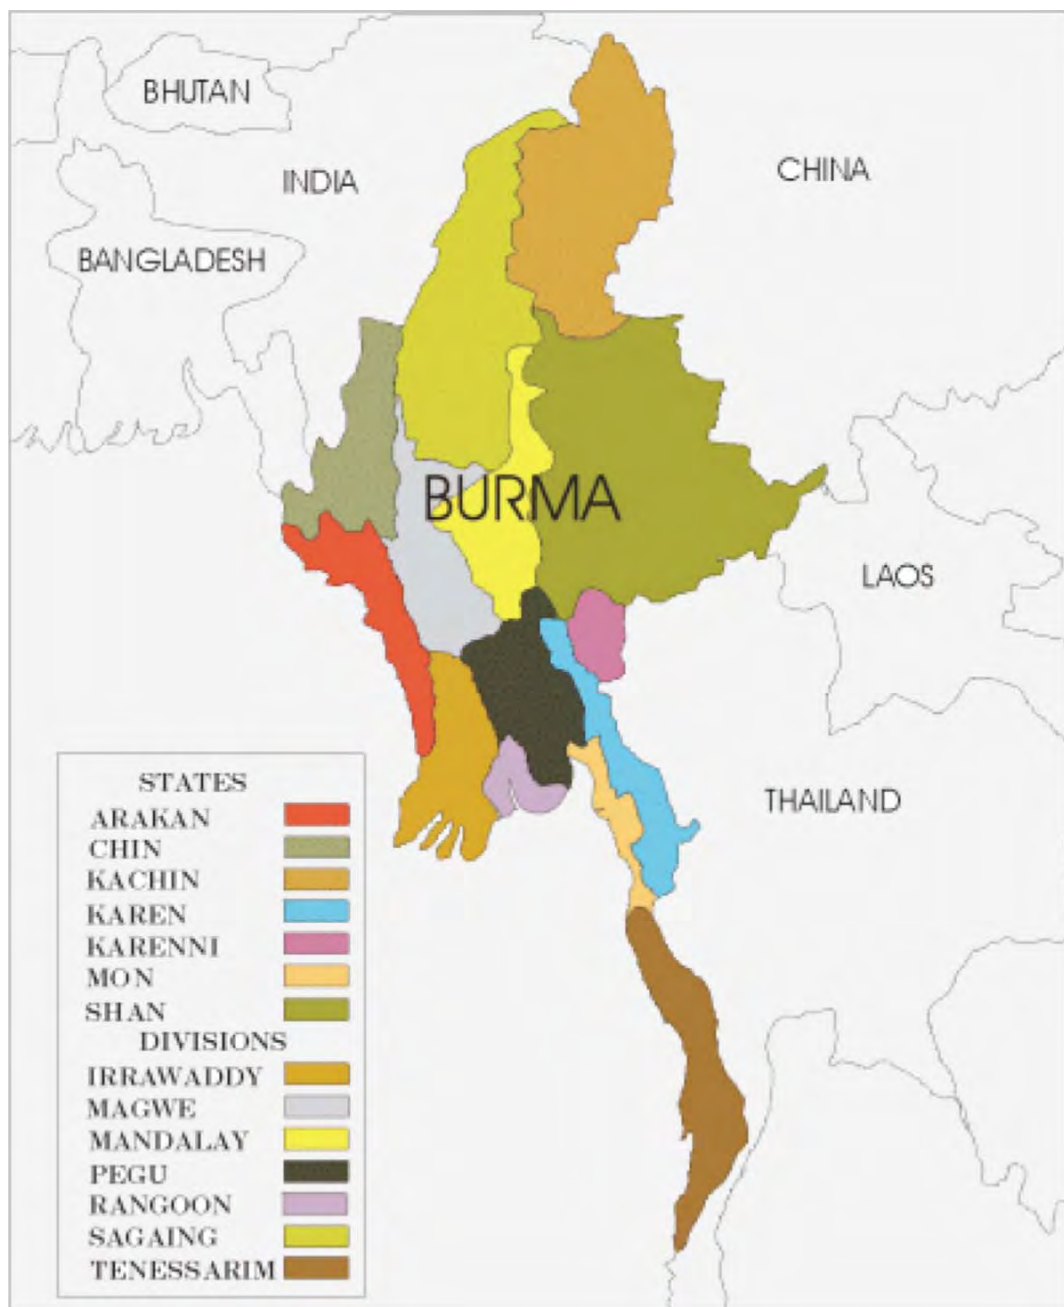 BHUTAN
INDIA
CHINA
BANGLADESH
BURMA
LAOS
THAILAND
STATES
ARAKAN
CHIN
KACHIN
KAREN
KARENNI
MON
SHAN
DIVISIONS
IRRAWADDY
MAGWE
MANDALAY
PEGU
RANGOON
SAGAING
TENESSARIM